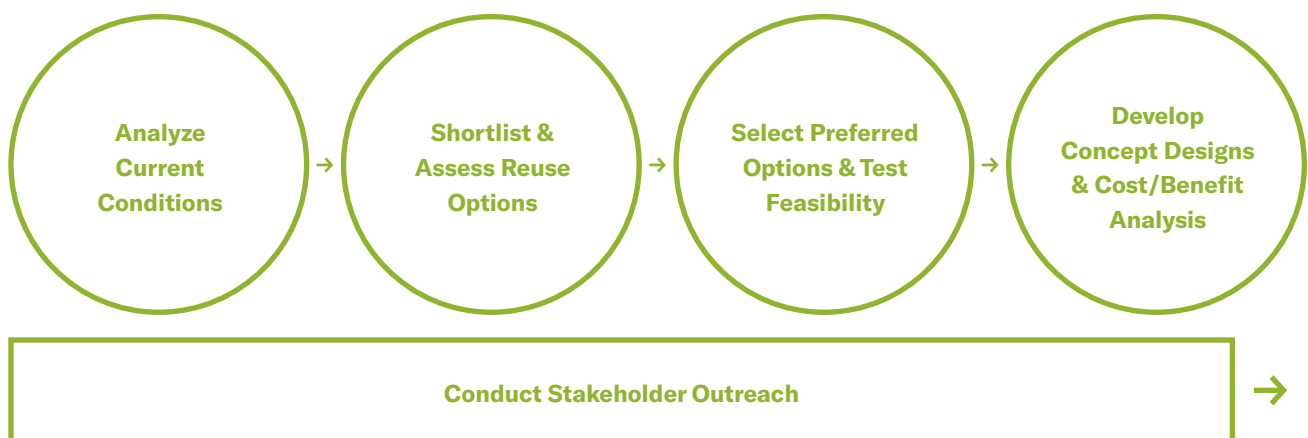 Analyze
Current
Conditions
→
Shortlist &
Assess Reuse
Options
→
Select Preferred
Options & Test
Feasibility
→
Develop
Concept Designs
& Cost/Benefit
Analysis
Conduct Stakeholder Outreach
→